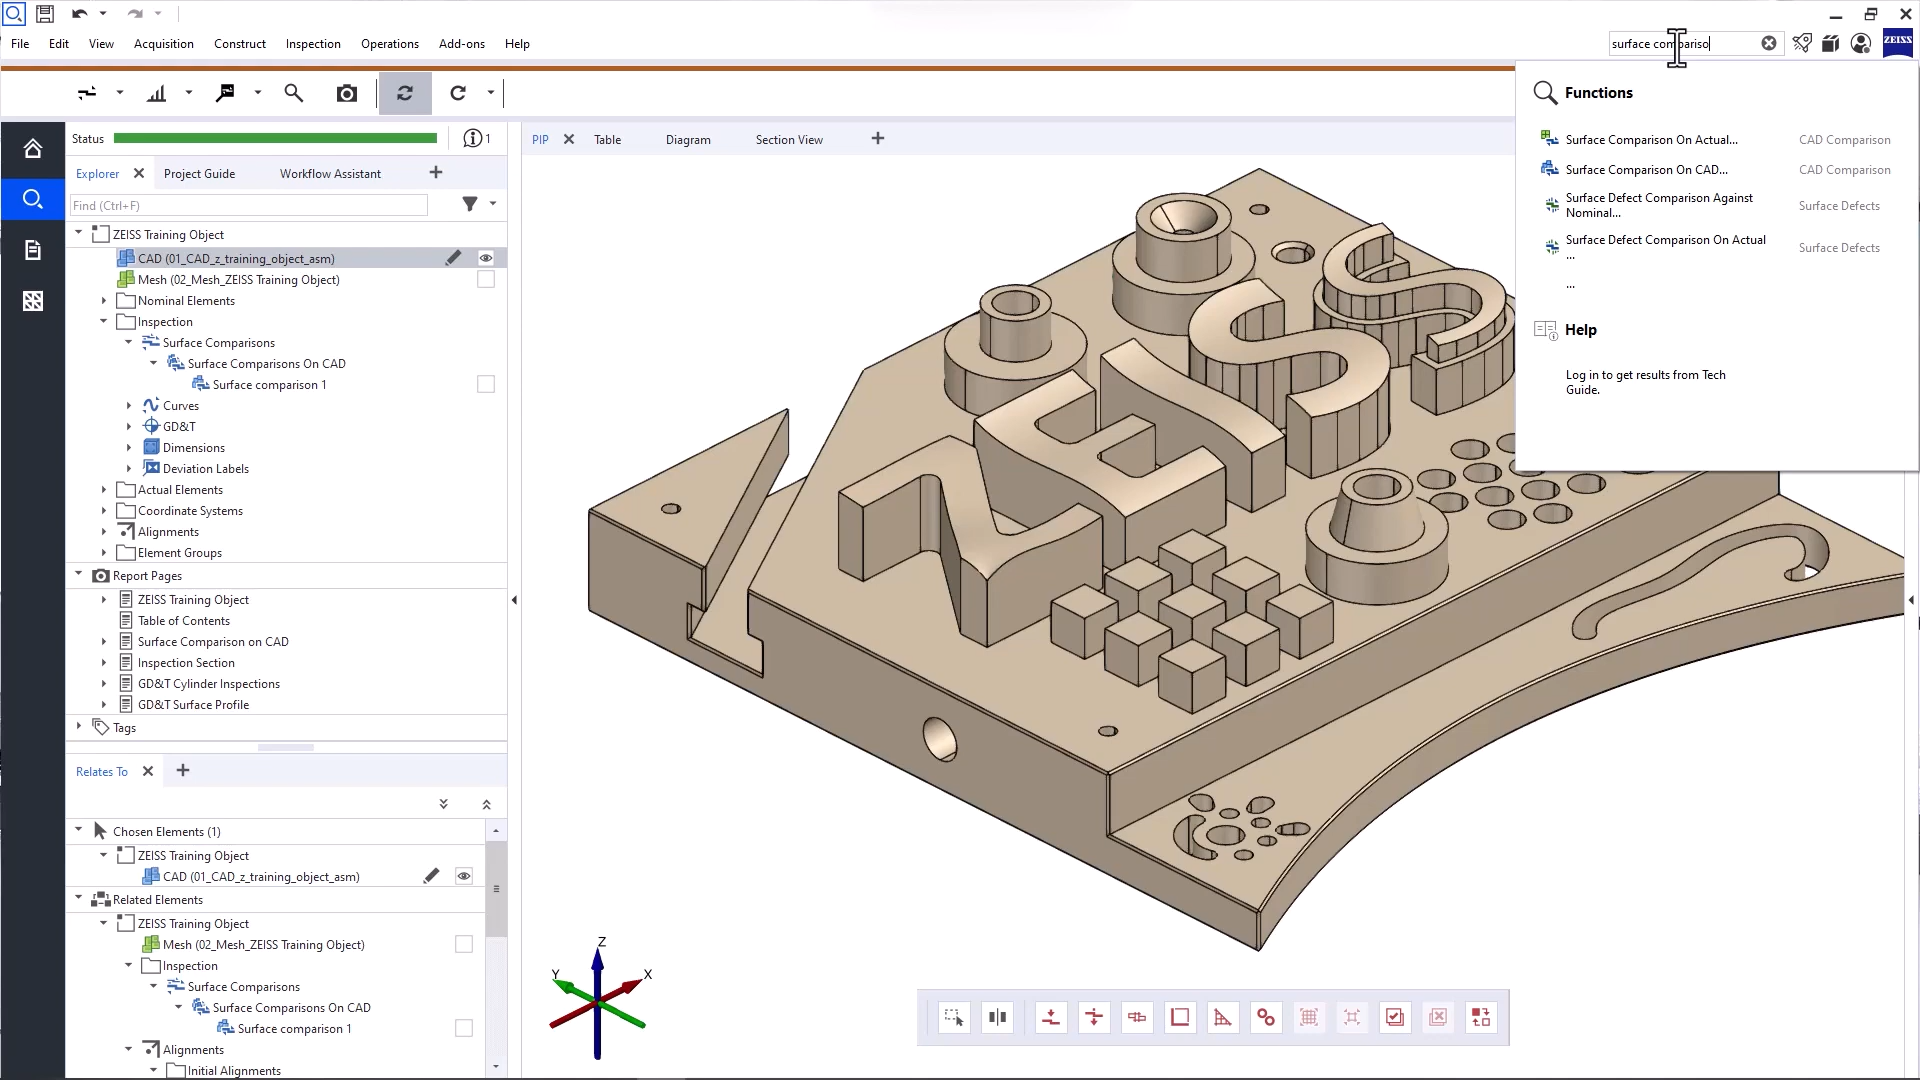 File Edit View Acquisition Construct Inspection Operations Add-ons Help
surface compariso
ZEISS
Functions
Surface Comparison On Actual... CAD Comparison
Surface Comparison On CAD... CAD Comparison
Surface Defect Comparison Against
Nominal... Surface Defects
Surface Defect Comparison On Actual
... Surface Defects
...
Help
Log in to get results from Tech
Guide.
Status
1
PIP Table Diagram Section View
Explorer Project Guide Workflow Assistant
Find (Ctrl+F)
ZEISS Training Object
CAD (01_CAD_z_training_object_asm)
Mesh (02_Mesh_ZEISS Training Object)
Nominal Elements
Inspection
Surface Comparisons
Surface Comparisons On CAD
Surface comparison 1
Curves
GD&T
Dimensions
Deviation Labels
Actual Elements
Coordinate Systems
Alignments
Element Groups
Report Pages
ZEISS Training Object
Table of Contents
Surface Comparison on CAD
Inspection Section
GD&T Cylinder Inspections
GD&T Surface Profile
Tags
Relates To
Chosen Elements (1)
ZEISS Training Object
CAD (01_CAD_z_training_object_asm)
Related Elements
ZEISS Training Object
Mesh (02_Mesh_ZEISS Training Object)
Inspection
Surface Comparisons
Surface Comparisons On CAD
Surface comparison 1
Alignments
Initial Alignments
ZEISS
Z
Y
X